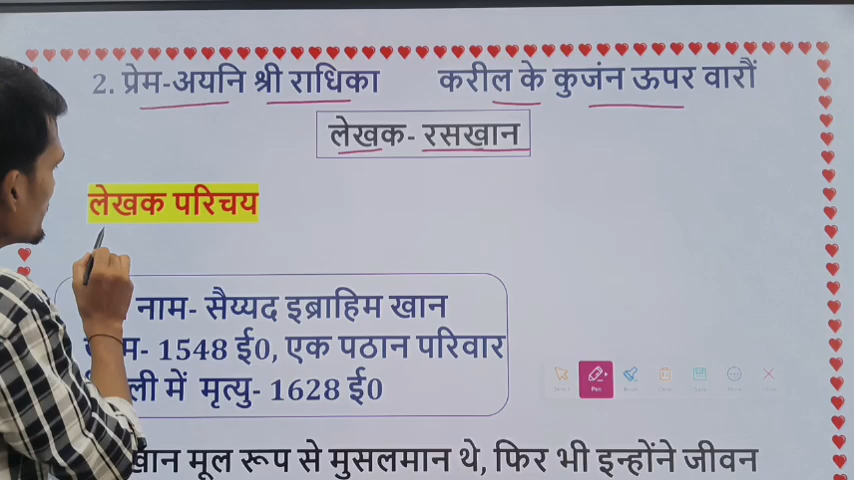 2. प्रेम-अयनि श्री राधिका करील के कुजंन ऊपर वारौं
लेखक- रसखान
लेखक परिचय
नाम- सैय्यद इब्राहिम खान
1548 ई0, एक पठान परिवार
में मृत्यु- 1628 ई0
मूल रूप से मुसलमान थे, फिर भी इन्होंने जीवन
Pen